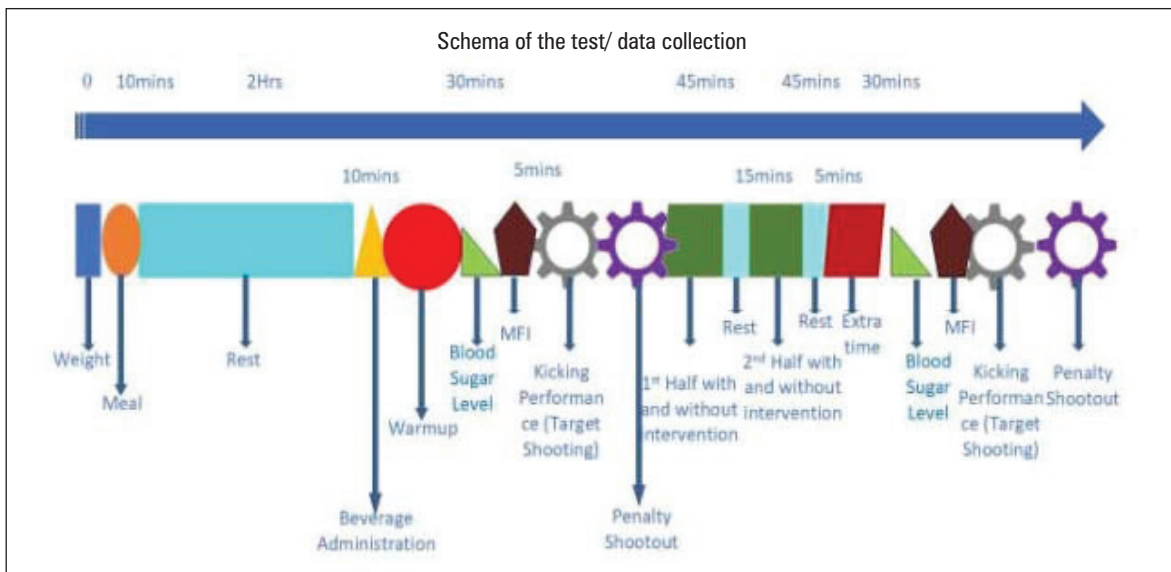 Schema of the test/ data collection
0 10mins 2Hrs 30mins 45mins 45mins 30mins
10mins 5mins 15mins 5mins
Weight
Meal
Rest
Beverage
Administration
Warmup
Blood
Sugar
Level
MFI
Kicking
Performan
ce (Target
Shooting)
Penalty
Shootout
1st Half with
and without
intervention
Rest
2nd Half with
and without
intervention
Rest
Extra
time
Blood
Sugar
Level
MFI
Kicking
Performan
ce (Target
Shooting)
Penalty
Shootout